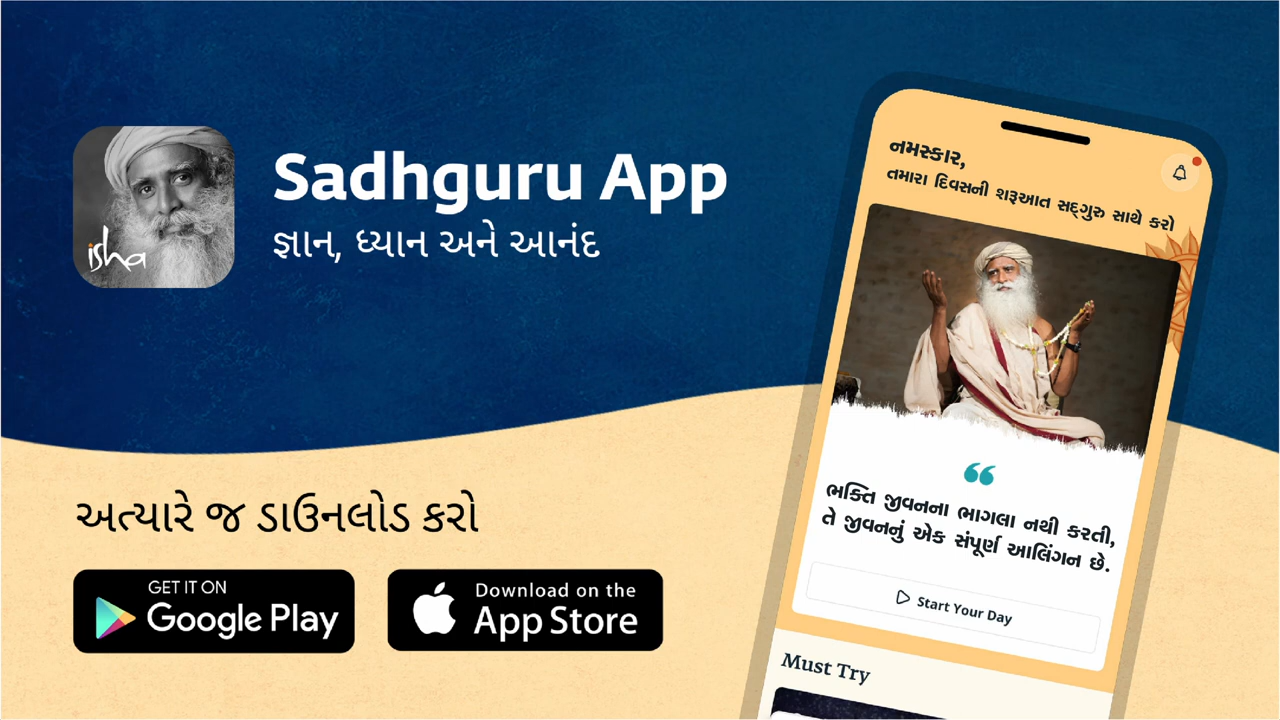 isha
Sadhguru App
જ્ઞાન, ધ્યાન અને આનંદ
અત્યારે જ ડાઉનલોડ કરો
GET IT ON
Google Play
Download on the
App Store
નમસ્કાર,
તમારા દિવસની શરૂઆત સદ્‌ગુરુ સાથે કરો
“
ભક્તિ જીવનના ભાગલા નથી કરતી,
તે જીવનનું એક સંપૂર્ણ આલિંગન છે.
Start Your Day
Must Try